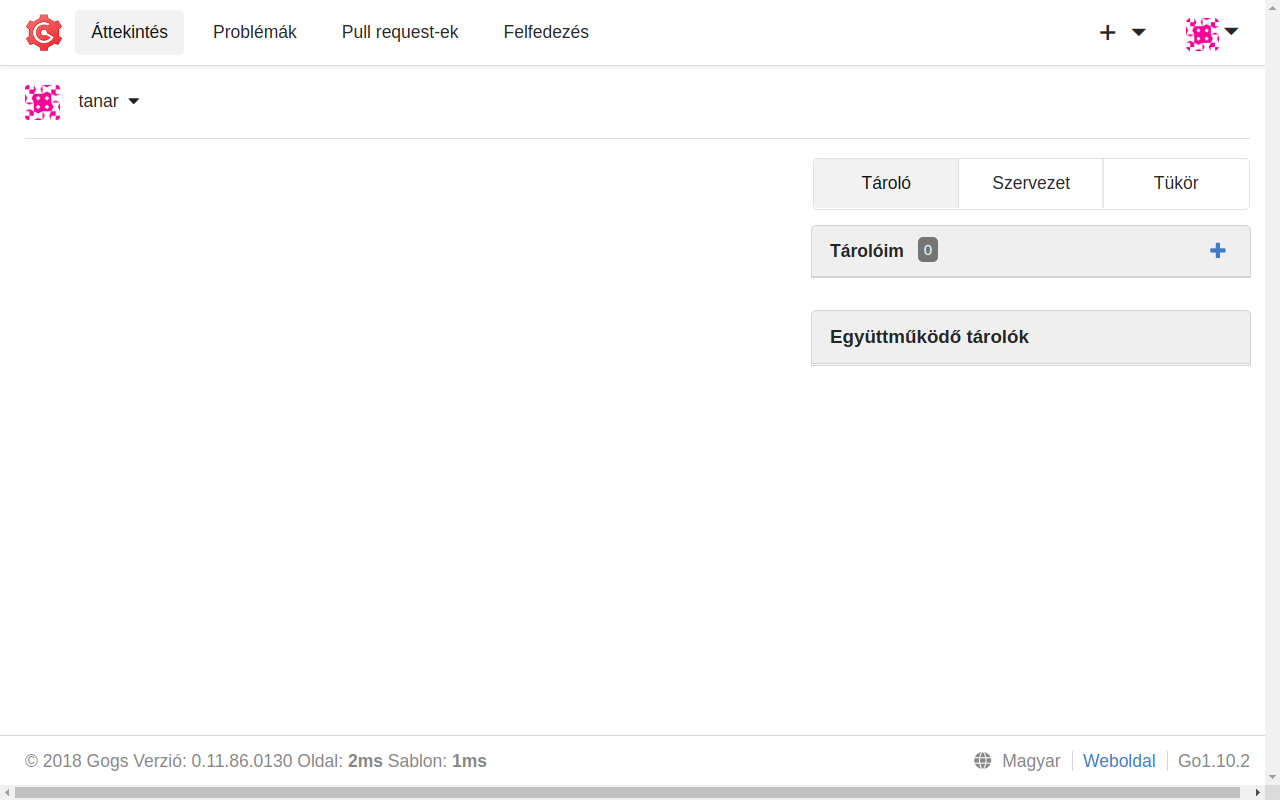 Áttekintés Problémák Pull request-ek Felfedezés
tanar
Tároló Szervezet Tükör
Tárolóim 0
Együttműködő tárolók
© 2018 Gogs Verzió: 0.11.86.0130 Oldal: 2ms Sablon: 1ms Magyar Weboldal Go1.10.2